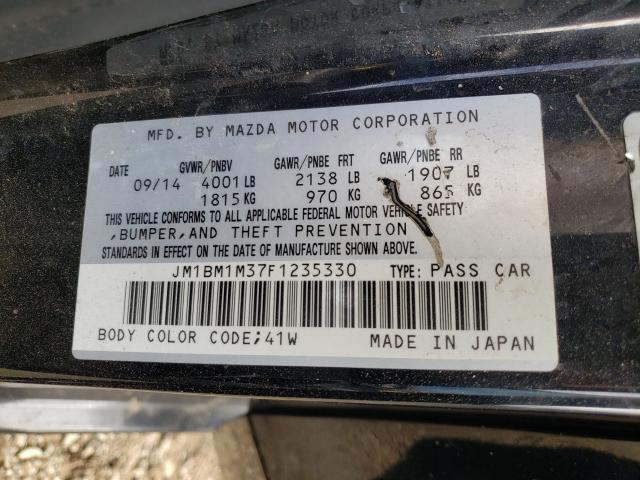 MFD. BY MAZDA MOTOR CORPORATION
DATE GVWR/PNBV GAWR/PNBE FRT GAWR/PNBE RR
09/14 4001 LB 2138 LB 1907 LB
1815 KG 970 KG 865 KG
THIS VEHICLE CONFORMS TO ALL APPLICABLE FEDERAL MOTOR VEHICLE SAFETY
,BUMPER,AND THEFT PREVENTION
STANDARDS IN EFFECT ON THE DATE OF MANUFACTURE SHOWN ABOVE.
JM1BM1M37F1235330 TYPE: PASS CAR
BODY COLOR CODE;41W MADE IN JAPAN